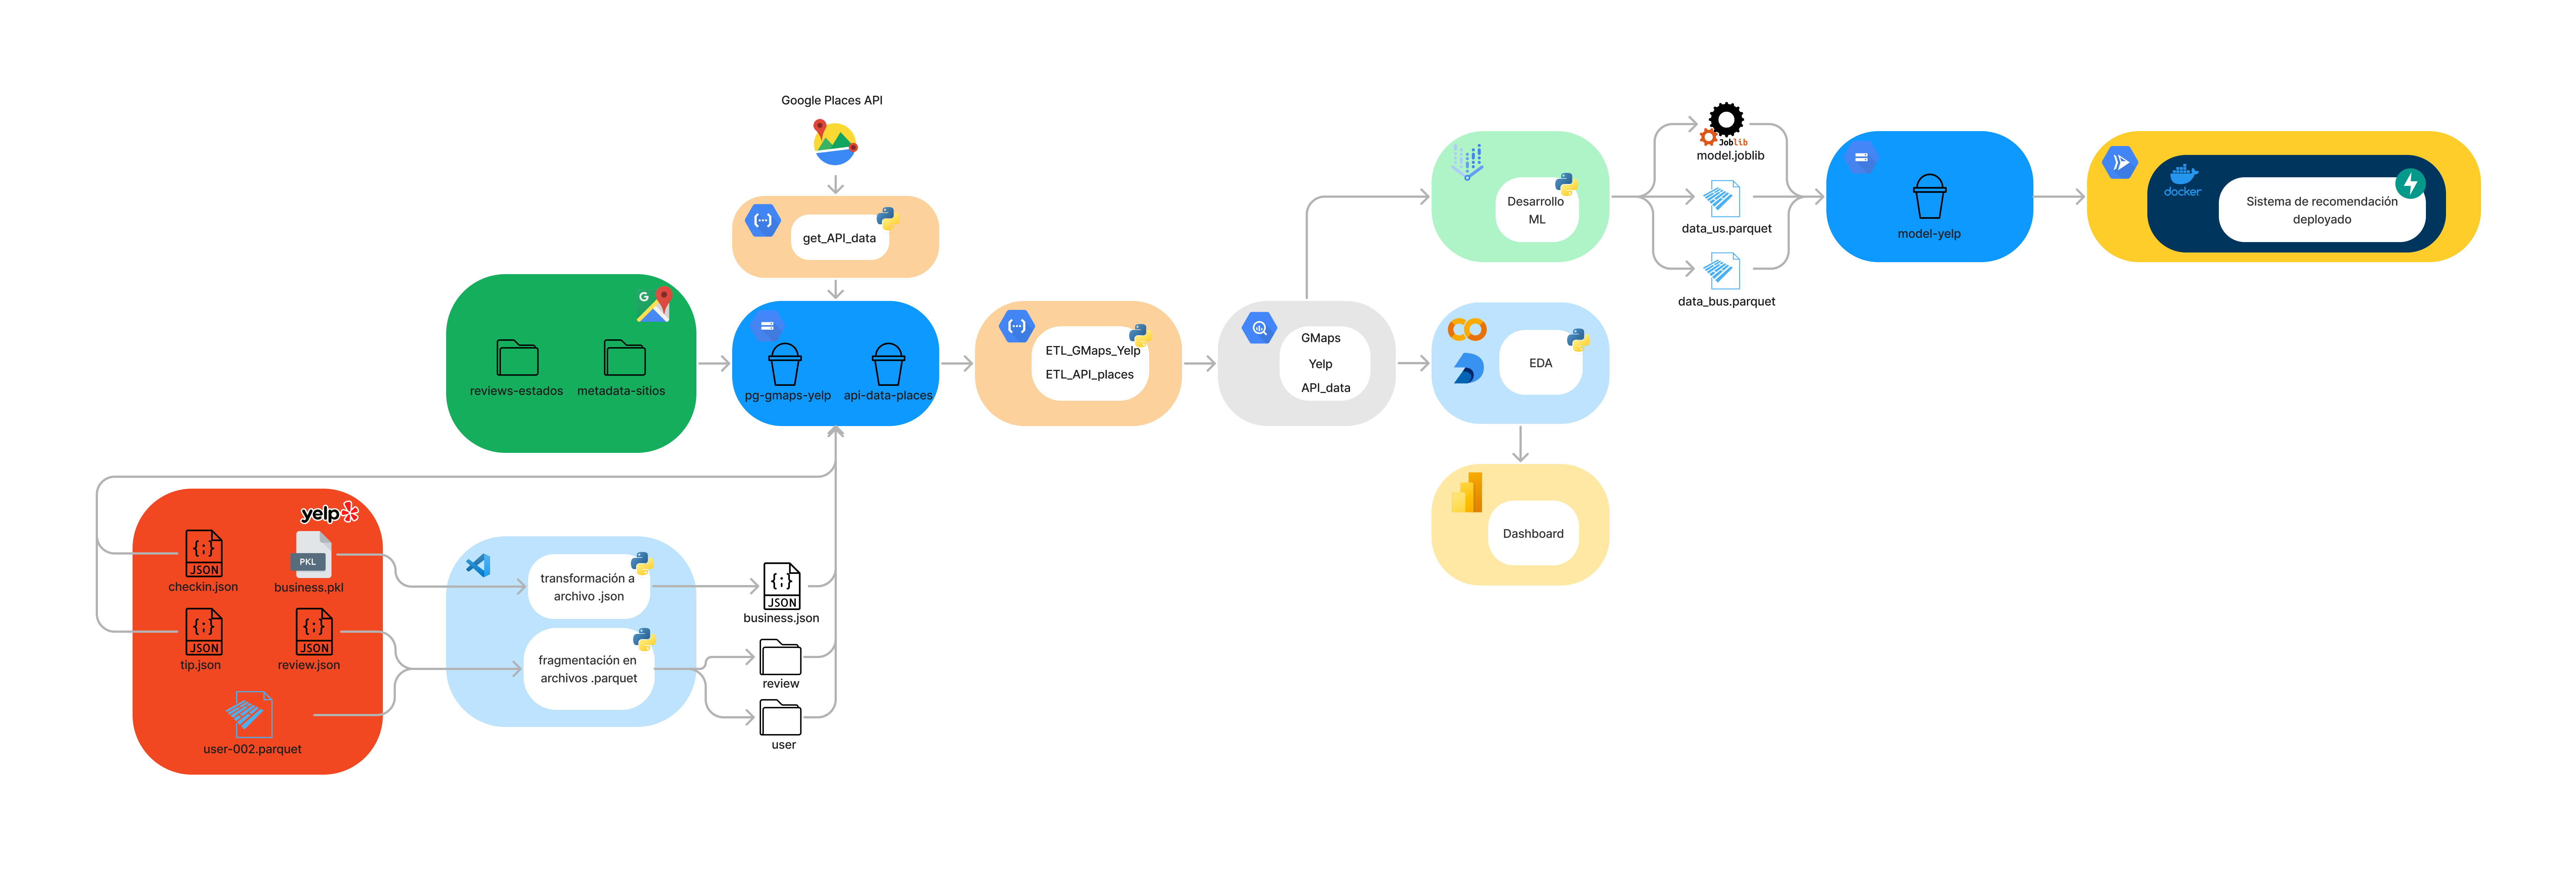 Google Places API
get_API_data
G
reviews-estados
metadata-sitios
pg-gmaps-yelp
api-data-places
ETL_GMaps_Yelp
ETL_API_places
GMaps
Yelp
API_data
Desarrollo
ML
Joblib
model.joblib
data_us.parquet
data_bus.parquet
model-yelp
docker
Sistema de recomendación
deployado
EDA
Dashboard
yelp
JSON
checkin.json
PKL
business.pkl
JSON
tip.json
JSON
review.json
user-002.parquet
transformación a
archivo .json
fragmentación en
archivos .parquet
JSON
business.json
review
user